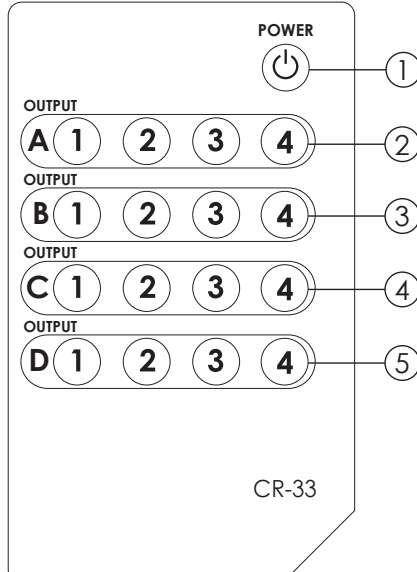 POWER
1
OUTPUT
A 1 2 3 4 2
OUTPUT
B 1 2 3 4 3
OUTPUT
C 1 2 3 4 4
OUTPUT
D 1 2 3 4 5
CR-33